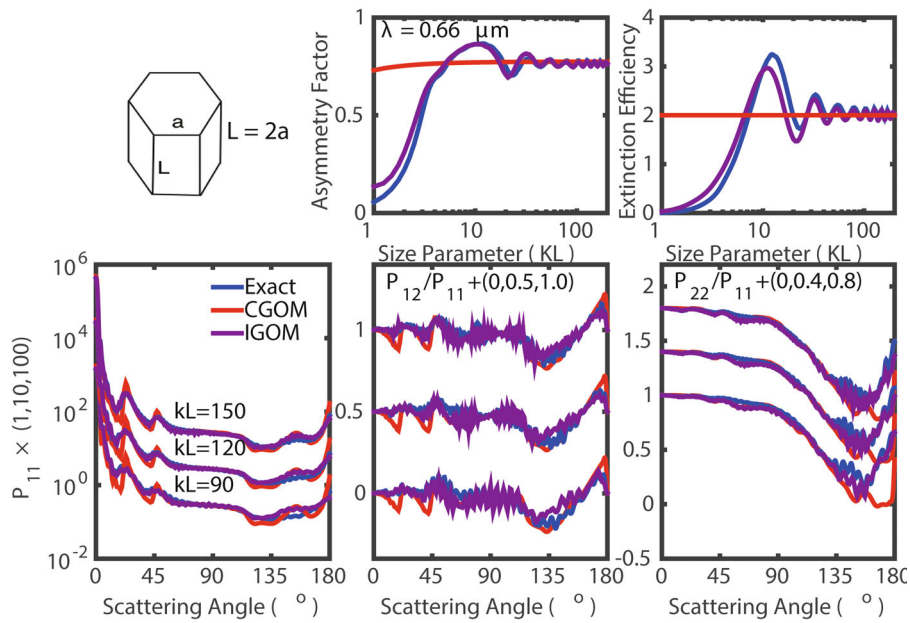 a
L
L = 2a
Asymmetry Factor
1
0.5
0
λ = 0.66 μm
1
10
100
Size Parameter ( KL )
Extinction Efficiency
4
3
2
1
0
1
10
100
Size Parameter ( KL )
P11 × (1,10,100)
10^6
10^4
10^2
10^0
10^-2
Exact
CGOM
IGOM
kL=150
kL=120
kL=90
0
45
90
135
180
Scattering Angle ( ° )
P12/P11+(0,0.5,1.0)
1
0.5
0
0
45
90
135
180
Scattering Angle ( ° )
P22/P11+(0,0.4,0.8)
2
1.5
1
0.5
0
-0.5
0
45
90
135
180
Scattering Angle ( ° )